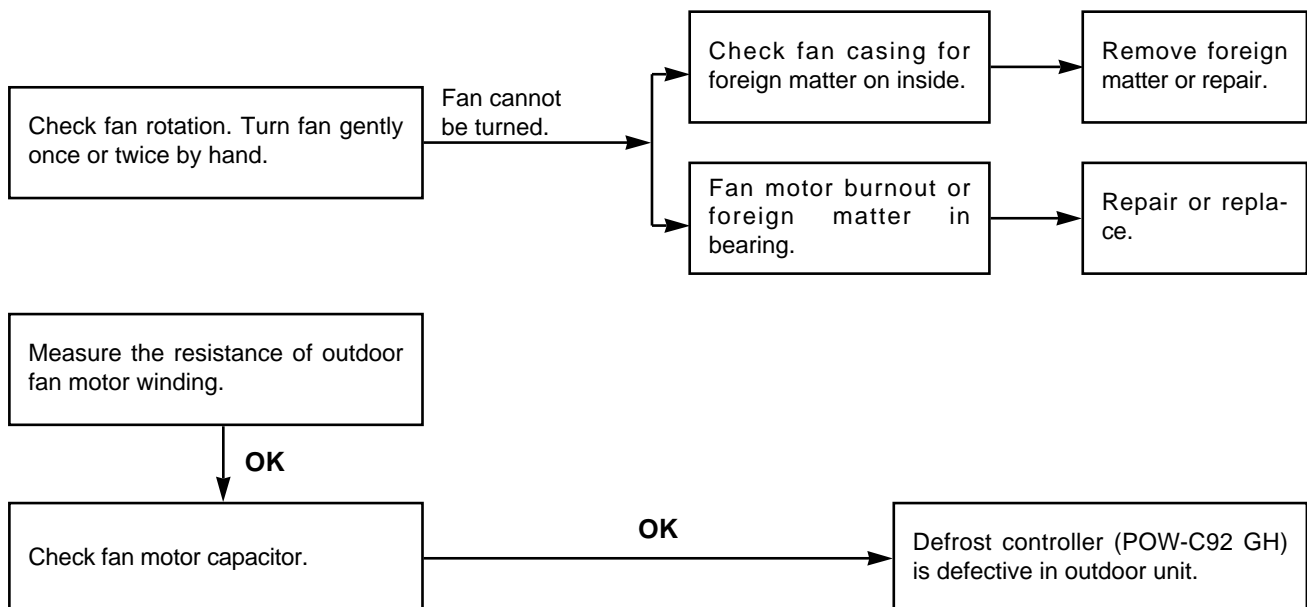 Check fan rotation. Turn fan gently
once or twice by hand.
Fan cannot
be turned.
Check fan casing for
foreign matter on inside.
Remove foreign
matter or repair.
Fan motor burnout or
foreign matter in
bearing.
Repair or repla-
ce.
Measure the resistance of outdoor
fan motor winding.
OK
Check fan motor capacitor.
OK
Defrost controller (POW-C92 GH)
is defective in outdoor unit.